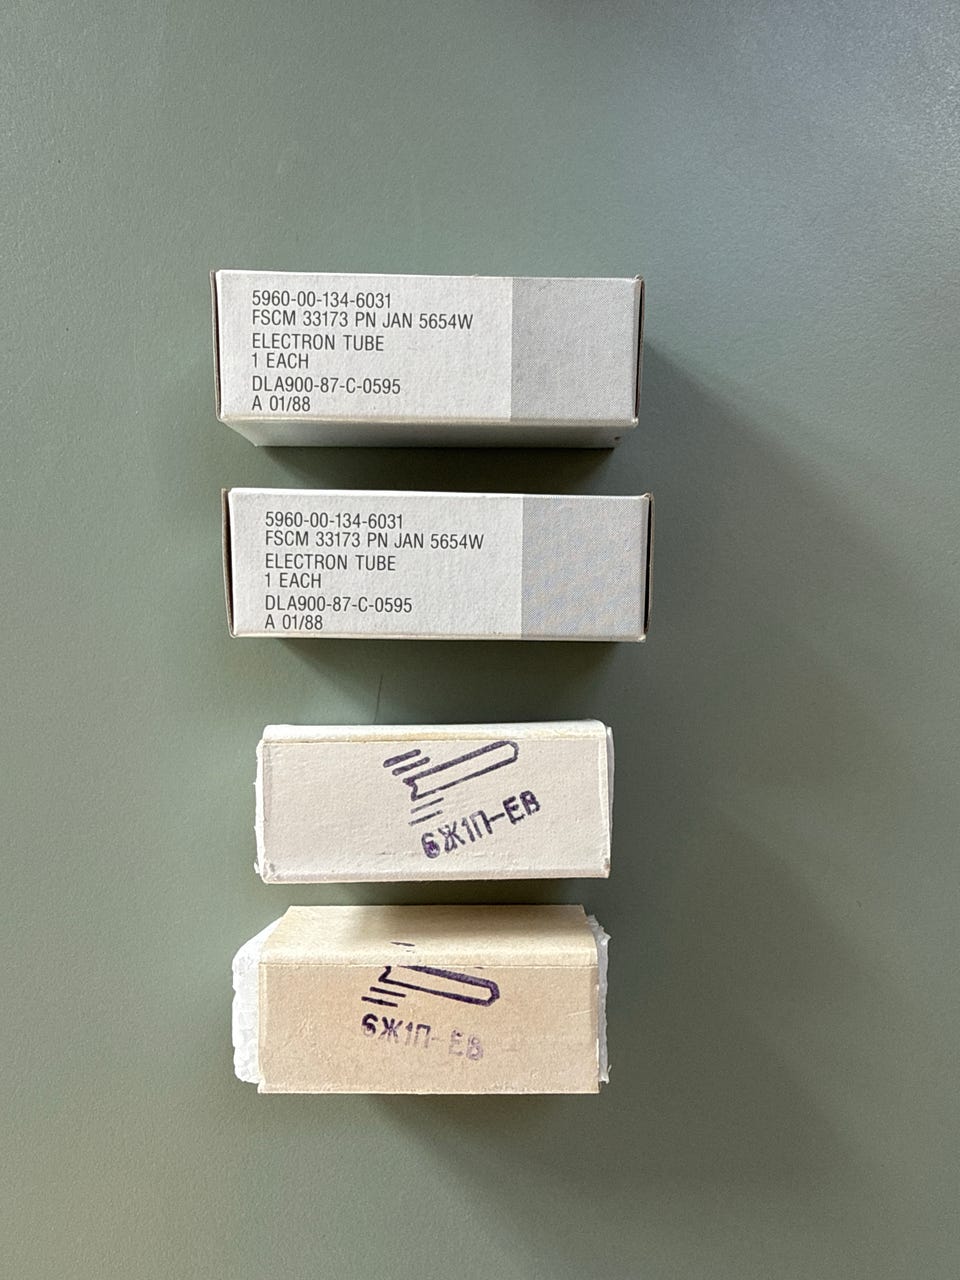 5960-00-134-6031
FSCM 33173 PN JAN 5654W
ELECTRON TUBE
1 EACH
DLA900-87-C-0595
A 01/88
5960-00-134-6031
FSCM 33173 PN JAN 5654W
ELECTRON TUBE
1 EACH
DLA900-87-C-0595
A 01/88
6Ж1П-ЕВ
6Ж1П-ЕВ